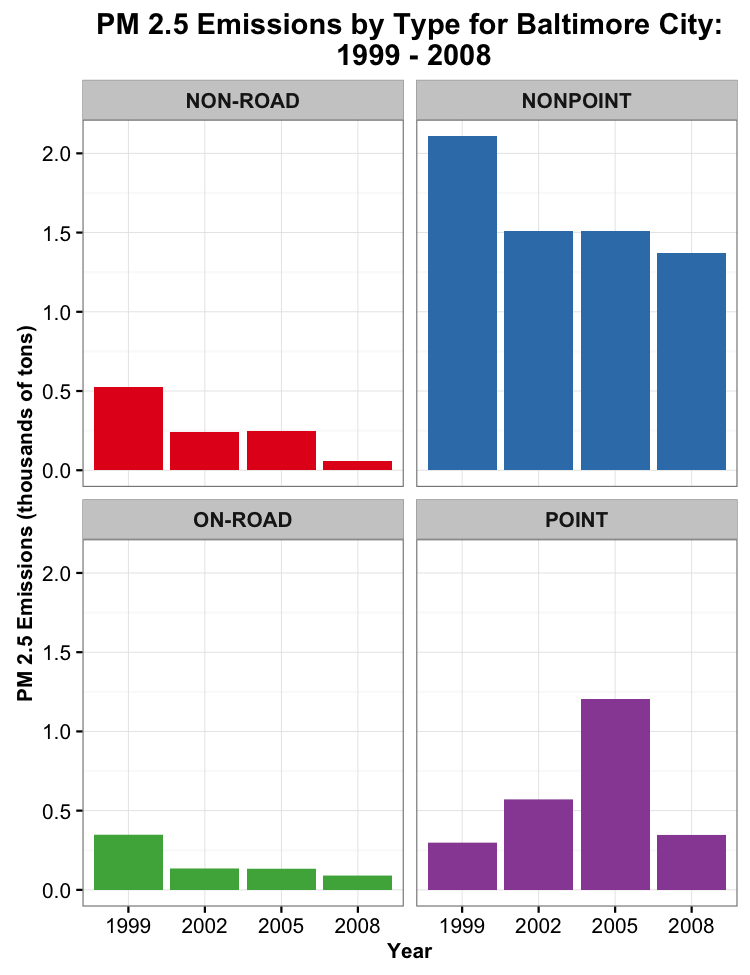 PM 2.5 Emissions by Type for Baltimore City:
1999 - 2008
NON-ROAD
NONPOINT
2.0
1.5
1.0
0.5
0.0
ON-ROAD
POINT
2.0
1.5
1.0
0.5
0.0
PM 2.5 Emissions (thousands of tons)
1999 2002 2005 2008
1999 2002 2005 2008
Year